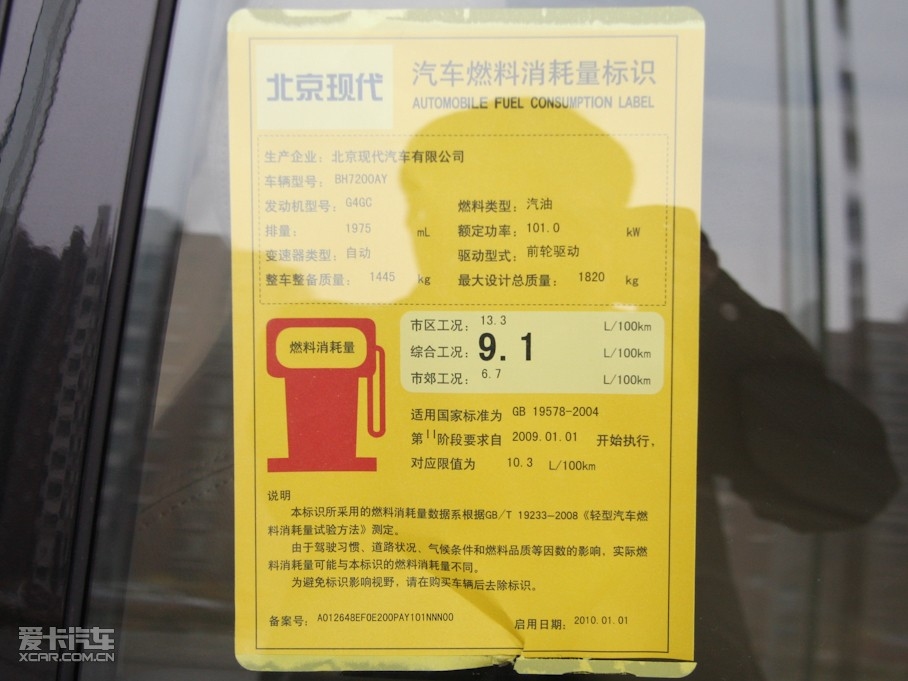 北京现代
汽车燃料消耗量标识
AUTOMOBILE FUEL CONSUMPTION LABEL
生产企业：北京现代汽车有限公司
车辆型号：BH7200AY
发动机型号：G4GC 燃料类型：汽油
排量：1975 mL 额定功率：101.0 kW
变速器类型：自动 驱动型式：前轮驱动
整车整备质量：1445 kg 最大设计总质量：1820 kg
燃料消耗量
市区工况：13.3 L/100km
综合工况：9.1 L/100km
市郊工况：6.7 L/100km
适用国家标准为 GB 19578-2004
第II阶段要求自 2009.01.01 开始执行，
对应限值为 10.3 L/100km
说明
本标识所采用的燃料消耗量数据系根据GB/T 19233-2008《轻型汽车燃
料消耗量试验方法》测定。
由于驾驶习惯、道路状况、气候条件和燃料品质等因数的影响，实际燃
料消耗量可能与本标识的燃料消耗量不同。
为避免标识影响视野，请在购买车辆后去除标识。
备案号：A012648EF0E200PAY101NNN00 启用日期：2010.01.01
爱卡汽车
XCAR.COM.CN